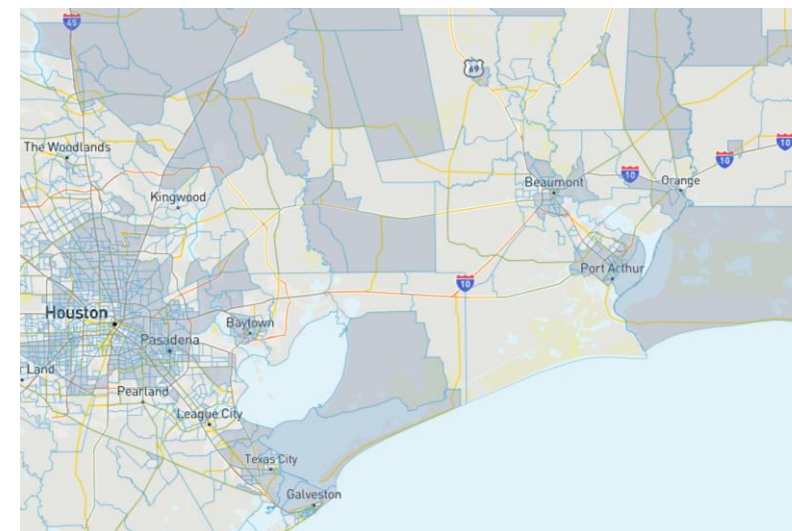 45
69
The Woodlands
10
10
Beaumont
10
Orange
Kingwood
Port Arthur
10
Houston
Baytown
Pasadena
r Land
Pearland
League City
Texas City
Galveston